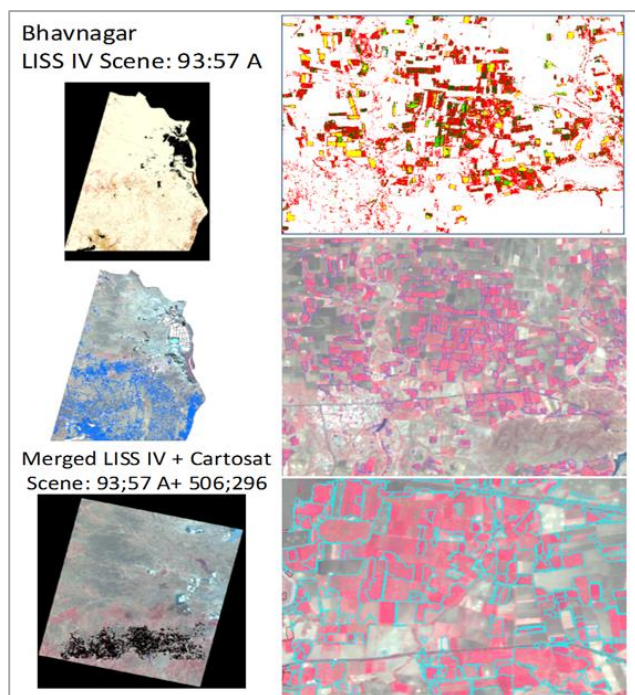 Bhavnagar
LISS IV Scene: 93:57 A
Merged LISS IV + Cartosat
Scene: 93;57 A+ 506;296